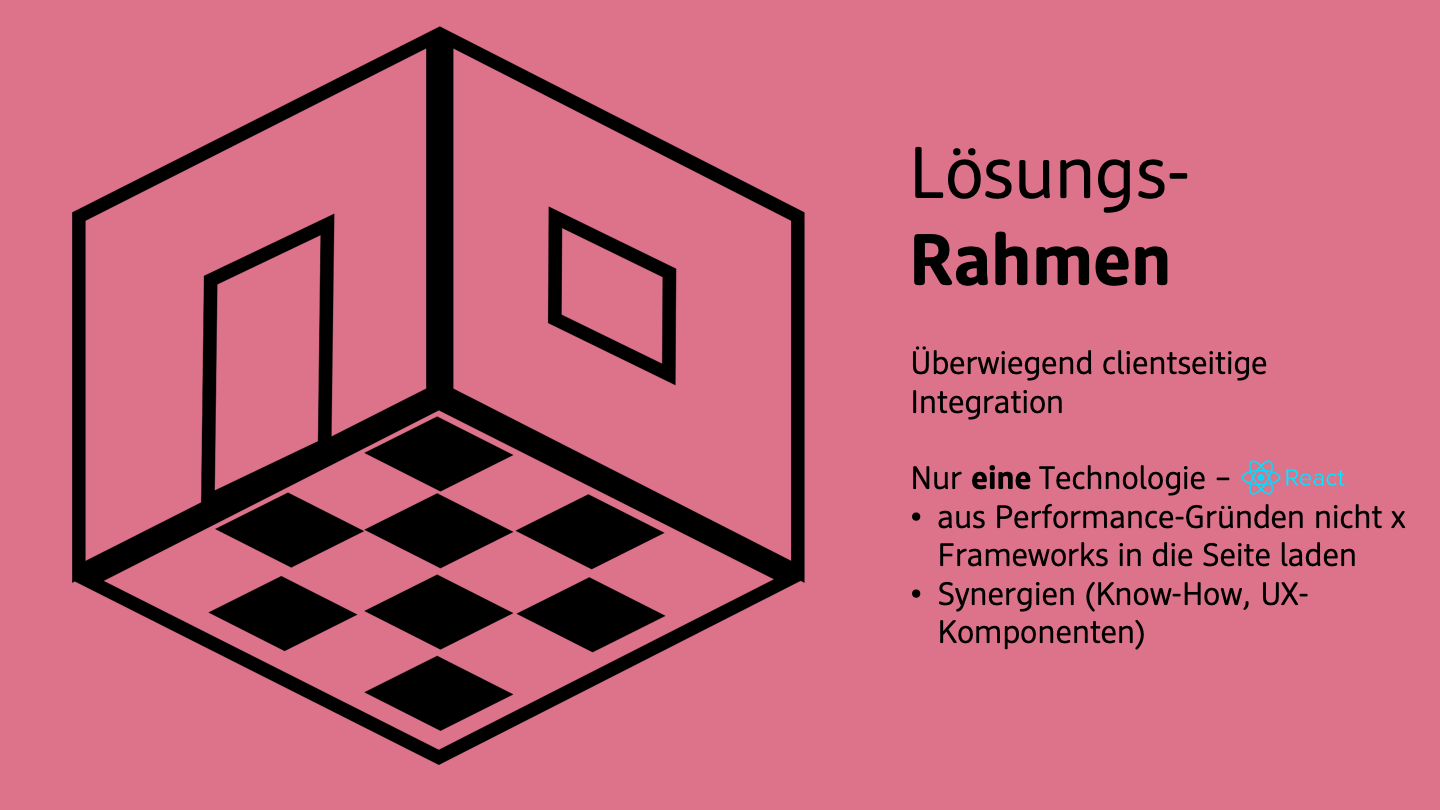 Lösungs-
Rahmen
Überwiegend clientseitige
Integration
Nur eine Technologie – React
• aus Performance-Gründen nicht x
Frameworks in die Seite laden
• Synergien (Know-How, UX-
Komponenten)